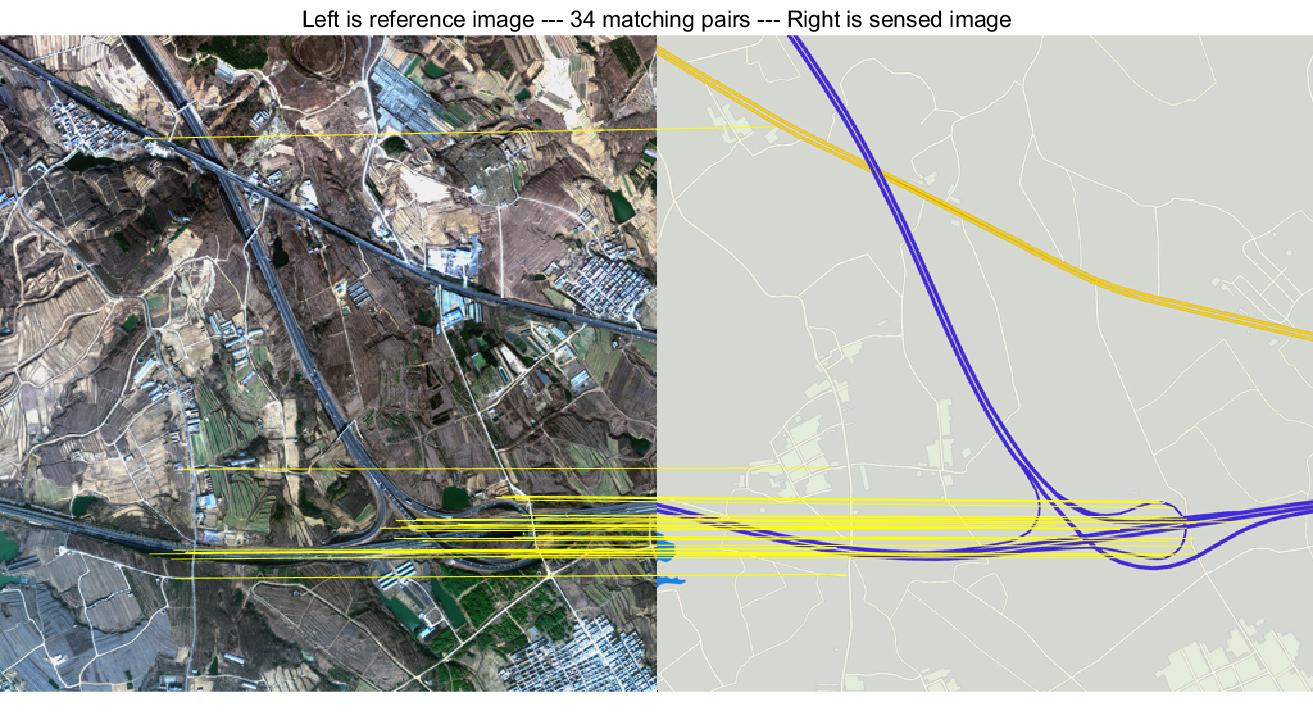 Left is reference image --- 34 matching pairs --- Right is sensed image